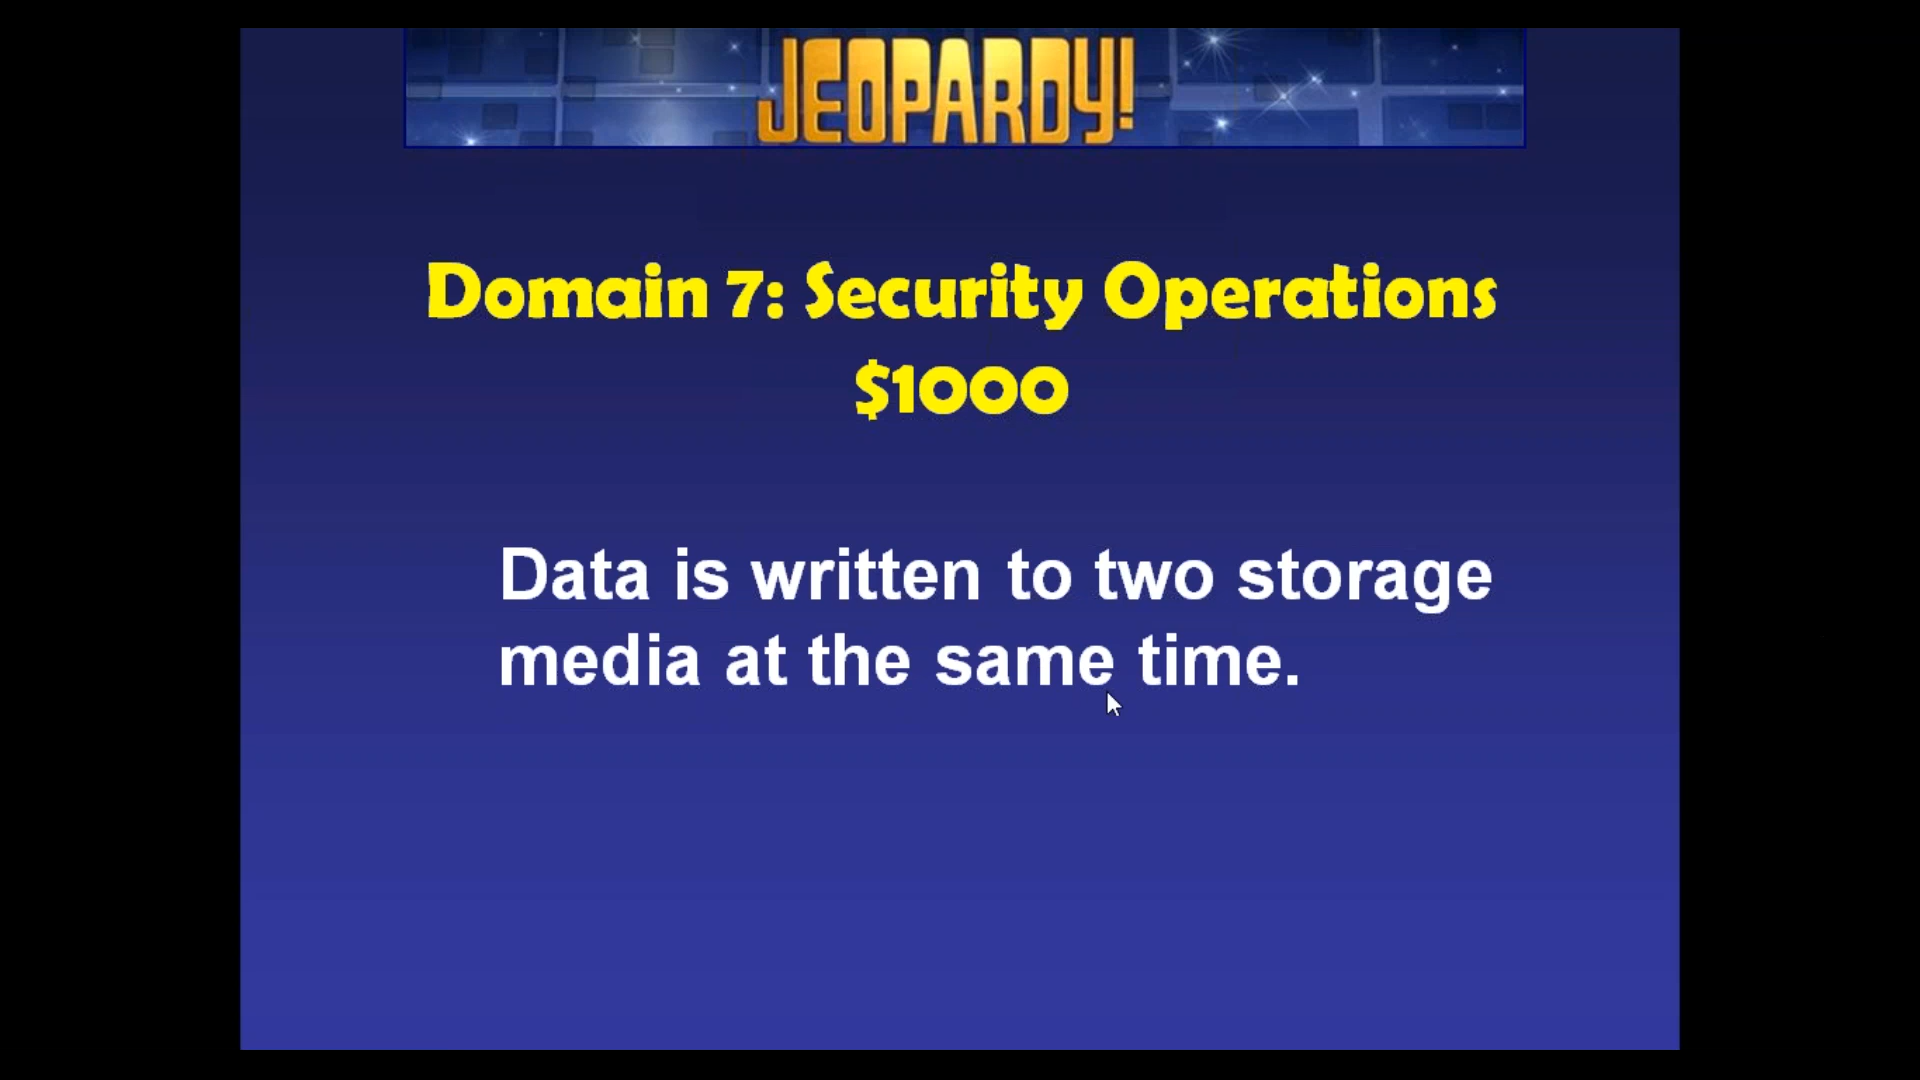 JEOPARDY!
Domain 7: Security Operations
$1000
Data is written to two storage
media at the same time.